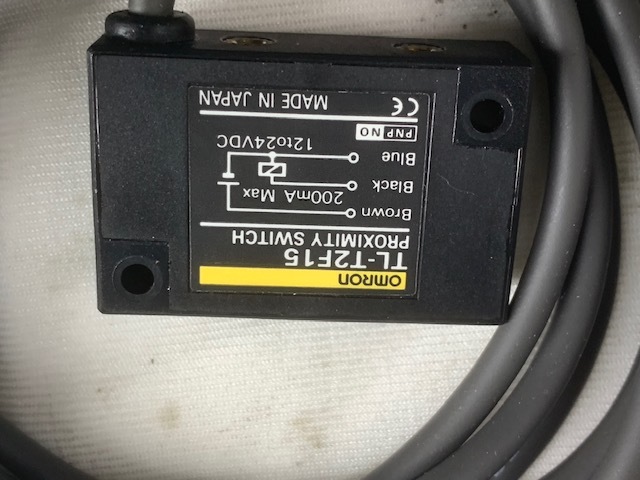 OMRON
TL-T2F15
PROXIMITY SWITCH
Brown
200mA Max
Black
Blue
12to24VDC
PNP NO
CE MADE IN JAPAN